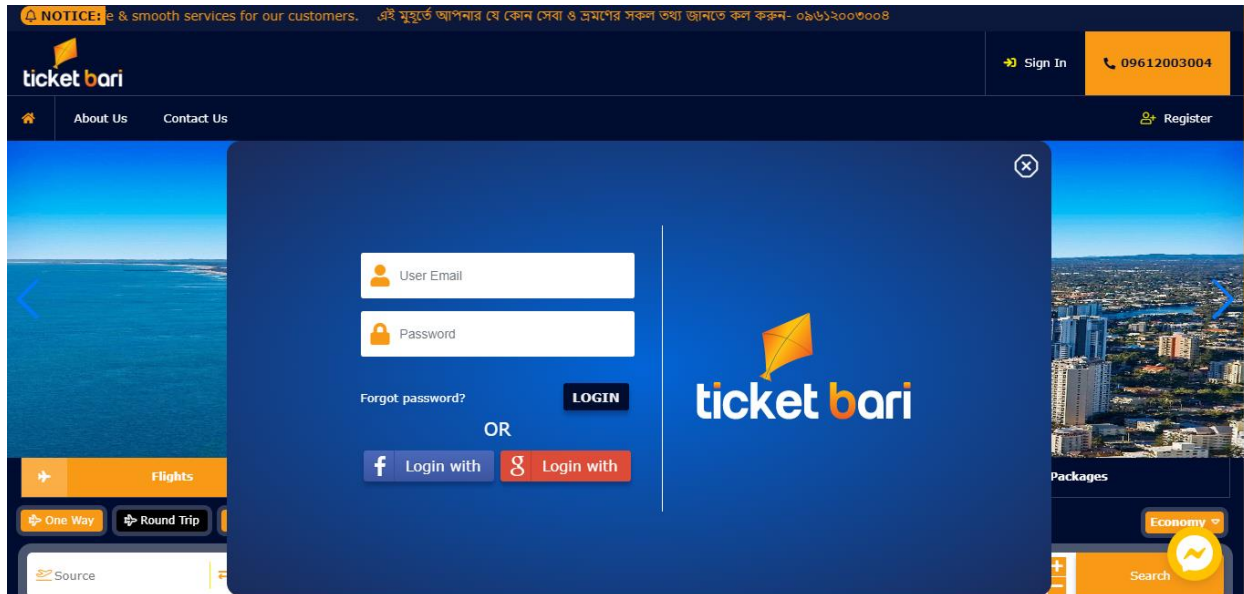 NOTICE: e & smooth services for our customers. এই মুহূর্তে আপনার যে কোন সেবা ও ভ্রমণের সকল তথ্য জানতে কল করুন- ০৯৬১২০০৩০০৪
ticket bari
Sign In
09612003004
About Us
Contact Us
Register
User Email
Password
Forgot password?
LOGIN
OR
f Login with
g Login with
ticket bari
Flights
Packages
One Way
Round Trip
Economy
Source
Search